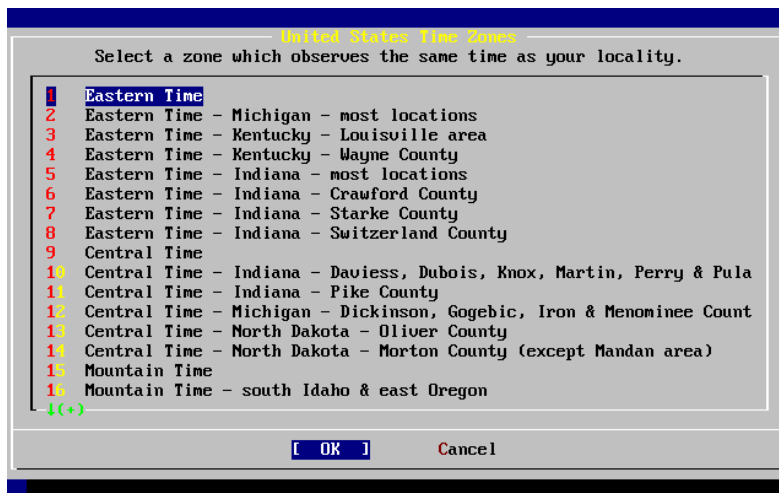 United States Time Zones
Select a zone which observes the same time as your locality.
1 Eastern Time
2 Eastern Time - Michigan - most locations
3 Eastern Time - Kentucky - Louisville area
4 Eastern Time - Kentucky - Wayne County
5 Eastern Time - Indiana - most locations
6 Eastern Time - Indiana - Crawford County
7 Eastern Time - Indiana - Starke County
8 Eastern Time - Indiana - Switzerland County
9 Central Time
10 Central Time - Indiana - Daviess, Dubois, Knox, Martin, Perry & Pula
11 Central Time - Indiana - Pike County
12 Central Time - Michigan - Dickinson, Gogebic, Iron & Menominee Count
13 Central Time - North Dakota - Oliver County
14 Central Time - North Dakota - Morton County (except Mandan area)
15 Mountain Time
16 Mountain Time - south Idaho & east Oregon
↓(+)
[ OK ] Cancel